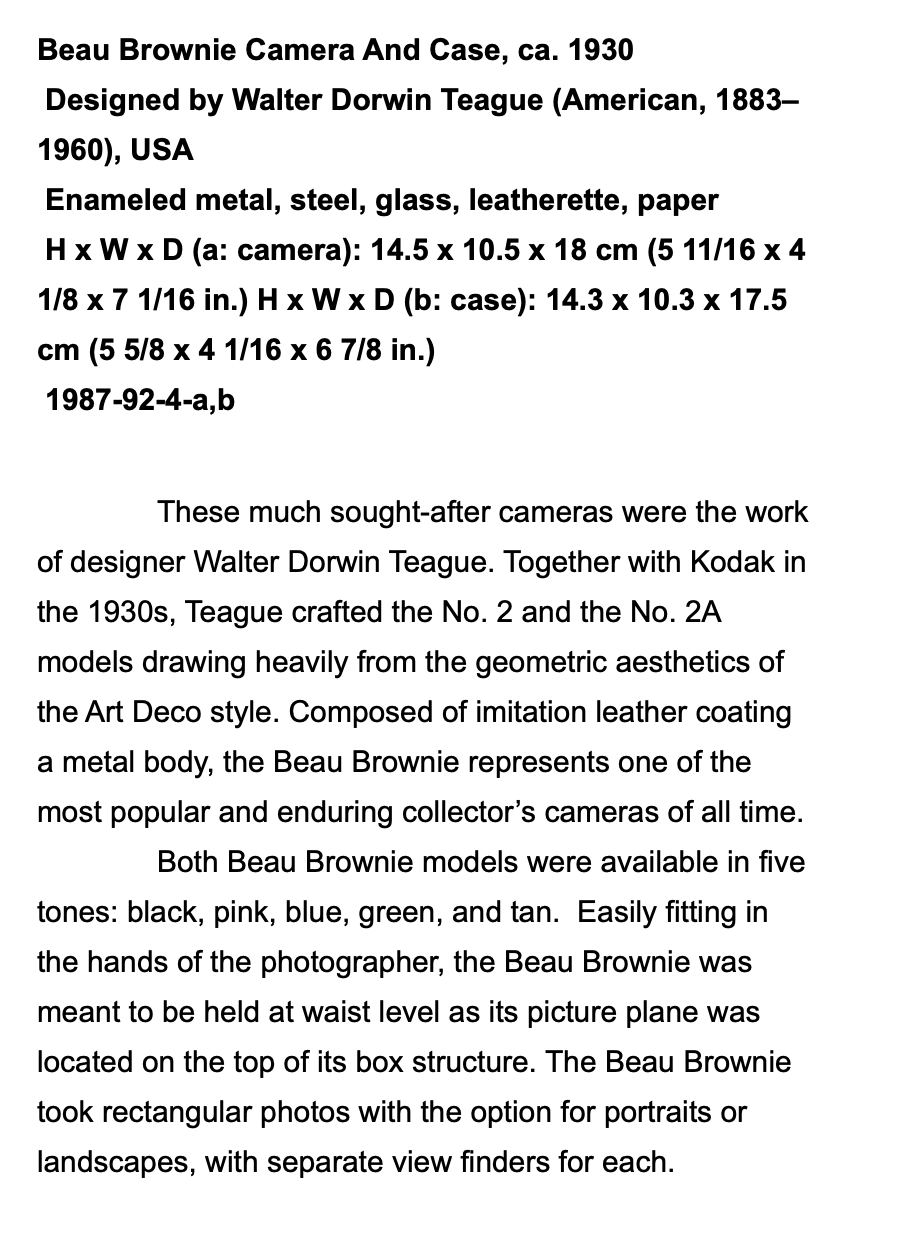 Beau Brownie Camera And Case, ca. 1930
Designed by Walter Dorwin Teague (American, 1883–
1960), USA
Enameled metal, steel, glass, leatherette, paper
H x W x D (a: camera): 14.5 x 10.5 x 18 cm (5 11/16 x 4
1/8 x 7 1/16 in.) H x W x D (b: case): 14.3 x 10.3 x 17.5
cm (5 5/8 x 4 1/16 x 6 7/8 in.)
1987-92-4-a,b
These much sought-after cameras were the work
of designer Walter Dorwin Teague. Together with Kodak in
the 1930s, Teague crafted the No. 2 and the No. 2A
models drawing heavily from the geometric aesthetics of
the Art Deco style. Composed of imitation leather coating
a metal body, the Beau Brownie represents one of the
most popular and enduring collector’s cameras of all time.
Both Beau Brownie models were available in five
tones: black, pink, blue, green, and tan.  Easily fitting in
the hands of the photographer, the Beau Brownie was
meant to be held at waist level as its picture plane was
located on the top of its box structure. The Beau Brownie
took rectangular photos with the option for portraits or
landscapes, with separate view finders for each.